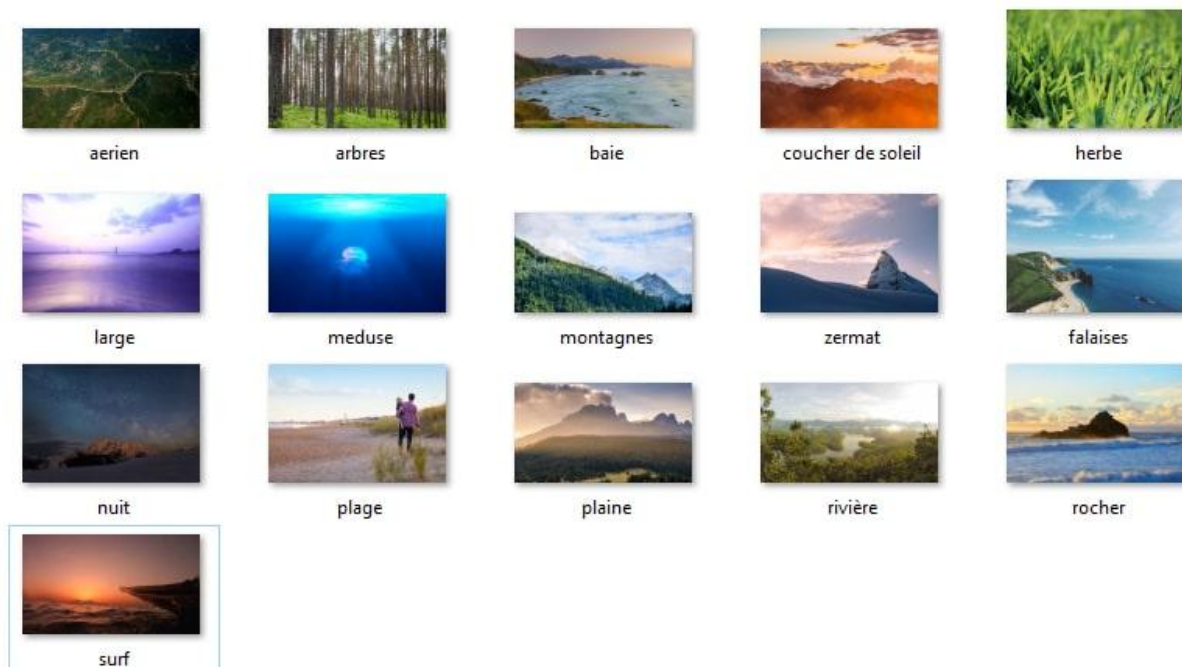 aerien
arbres
baie
coucher de soleil
herbe
large
meduse
montagnes
zermat
falaises
nuit
plage
plaine
rivière
rocher
surf